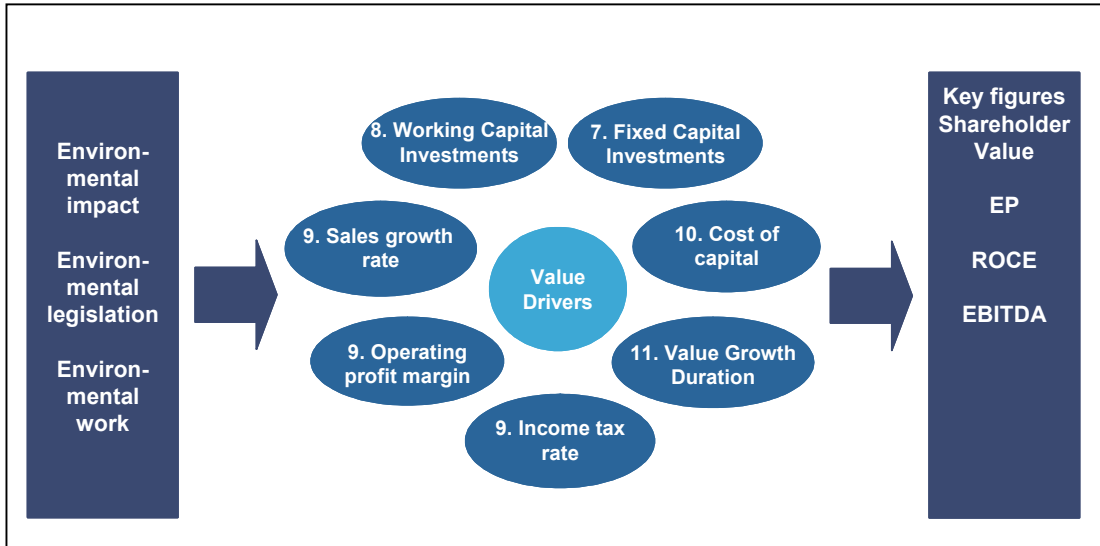 Environ-
mental
impact
Environ-
mental
legislation
Environ-
mental
work
8. Working Capital
Investments
7. Fixed Capital
Investments
9. Sales growth
rate
10. Cost of
capital
Value
Drivers
9. Operating
profit margin
11. Value Growth
Duration
9. Income tax
rate
Key figures
Shareholder
Value
EP
ROCE
EBITDA